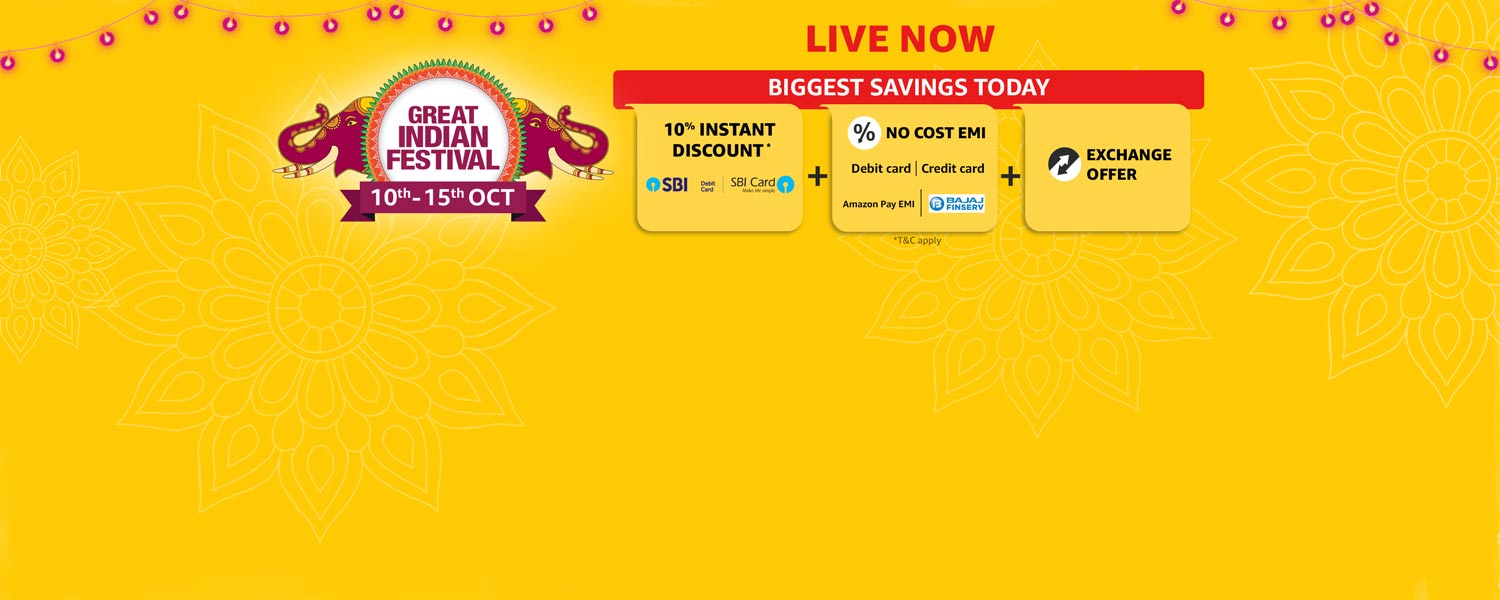 LIVE NOW
GREAT
INDIAN
FESTIVAL
10th-15th OCT
BIGGEST SAVINGS TODAY
10% INSTANT
DISCOUNT*
SBI Debit Card | SBI Card
Make life simple
+
% NO COST EMI
Debit card | Credit card
Amazon Pay EMI | B BAJAJ FINSERV
+
EXCHANGE
OFFER
*T&C apply